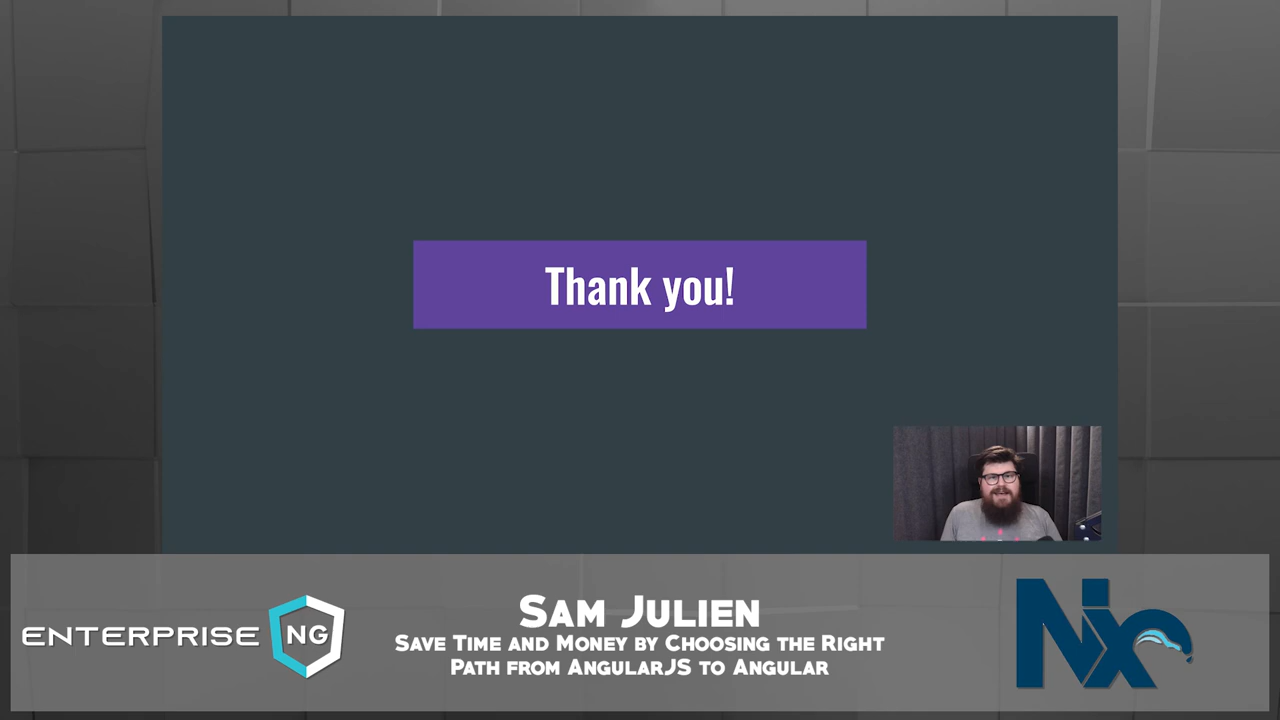 Thank you!
ENTERPRISE NG
Sam Julien
Save Time and Money by Choosing the Right
Path from AngularJS to Angular
Nx